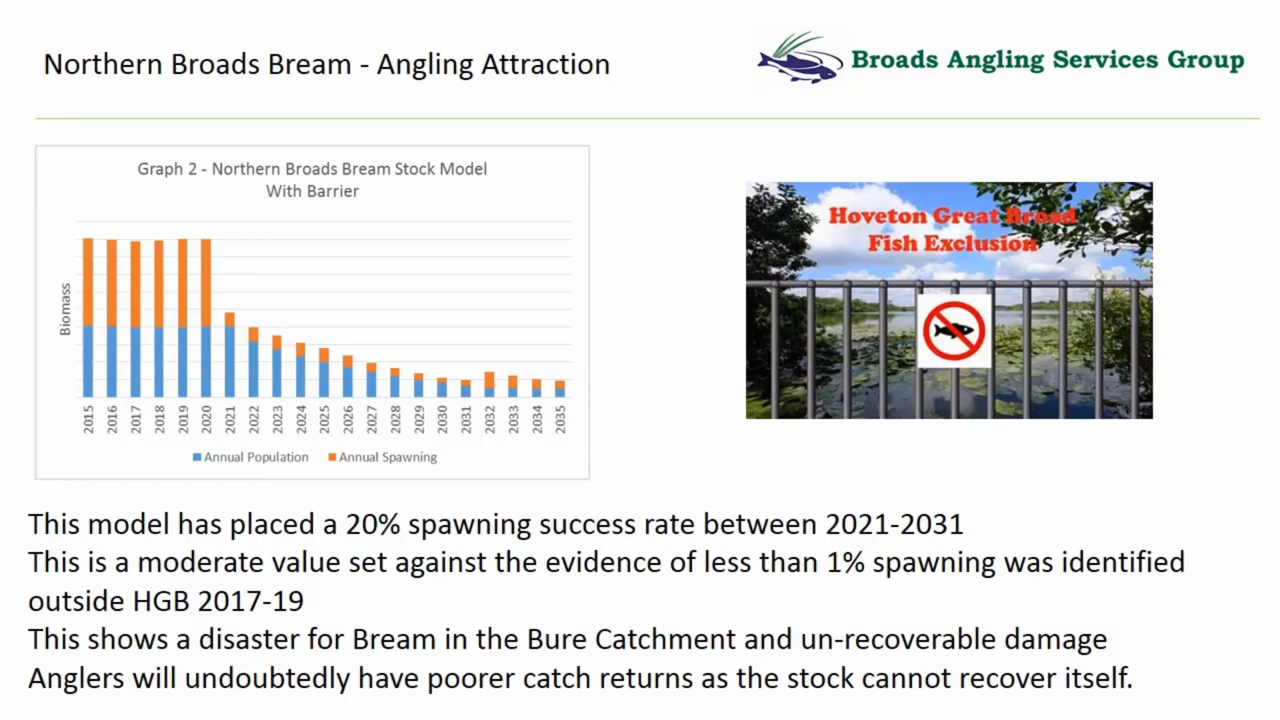 Northern Broads Bream - Angling Attraction
Broads Angling Services Group
Graph 2 - Northern Broads Bream Stock Model
With Barrier
Biomass
2015 2016 2017 2018 2019 2020 2021 2022 2023 2024 2025 2026 2027 2028 2029 2030 2031 2032 2033 2034 2035
Annual Population Annual Spawning
Hoveton Great Broad
Fish Exclusion
This model has placed a 20% spawning success rate between 2021-2031
This is a moderate value set against the evidence of less than 1% spawning was identified
outside HGB 2017-19
This shows a disaster for Bream in the Bure Catchment and un-recoverable damage
Anglers will undoubtedly have poorer catch returns as the stock cannot recover itself.